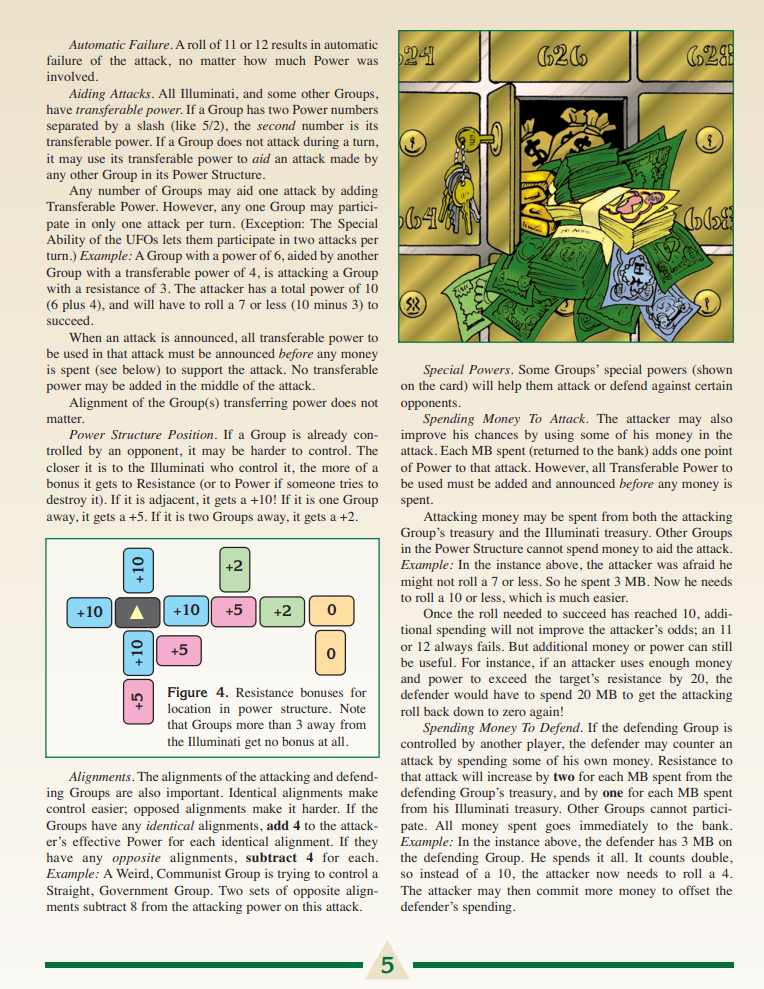 Automatic Failure. A roll of 11 or 12 results in automatic
failure of the attack, no matter how much Power was
involved.
Aiding Attacks. All Illuminati, and some other Groups,
have transferable power. If a Group has two Power numbers
separated by a slash (like 5/2), the second number is its
transferable power. If a Group does not attack during a turn,
it may use its transferable power to aid an attack made by
any other Group in its Power Structure.
Any number of Groups may aid one attack by adding
Transferable Power. However, any one Group may partici-
pate in only one attack per turn. (Exception: The Special
Ability of the UFOs lets them participate in two attacks per
turn.) Example: A Group with a power of 6, aided by another
Group with a transferable power of 4, is attacking a Group
with a resistance of 3. The attacker has a total power of 10
(6 plus 4), and will have to roll a 7 or less (10 minus 3) to
succeed.
When an attack is announced, all transferable power to
be used in that attack must be announced before any money
is spent (see below) to support the attack. No transferable
power may be added in the middle of the attack.
Alignment of the Group(s) transferring power does not
matter.
Power Structure Position. If a Group is already con-
trolled by an opponent, it may be harder to control. The
closer it is to the Illuminati who control it, the more of a
bonus it gets to Resistance (or to Power if someone tries to
destroy it). If it is adjacent, it gets a +10! If it is one Group
away, it gets a +5. If it is two Groups away, it gets a +2.
+10
+2
+10
+10
+5
+2
0
+10
+5
0
+5
Figure 4. Resistance bonuses for
location in power structure. Note
that Groups more than 3 away from
the Illuminati get no bonus at all.
Alignments. The alignments of the attacking and defend-
ing Groups are also important. Identical alignments make
control easier; opposed alignments make it harder. If the
Groups have any identical alignments, add 4 to the attack-
er's effective Power for each identical alignment. If they
have any opposite alignments, subtract 4 for each.
Example: A Weird, Communist Group is trying to control a
Straight, Government Group. Two sets of opposite align-
ments subtract 8 from the attacking power on this attack.
624
626
628
664
668
Special Powers. Some Groups' special powers (shown
on the card) will help them attack or defend against certain
opponents.
Spending Money To Attack. The attacker may also
improve his chances by using some of his money in the
attack. Each MB spent (returned to the bank) adds one point
of Power to that attack. However, all Transferable Power to
be used must be added and announced before any money is
spent.
Attacking money may be spent from both the attacking
Group's treasury and the Illuminati treasury. Other Groups
in the Power Structure cannot spend money to aid the attack.
Example: In the instance above, the attacker was afraid he
might not roll a 7 or less. So he spent 3 MB. Now he needs
to roll a 10 or less, which is much easier.
Once the roll needed to succeed has reached 10, addi-
tional spending will not improve the attacker's odds; an 11
or 12 always fails. But additional money or power can still
be useful. For instance, if an attacker uses enough money
and power to exceed the target's resistance by 20, the
defender would have to spend 20 MB to get the attacking
roll back down to zero again!
Spending Money To Defend. If the defending Group is
controlled by another player, the defender may counter an
attack by spending some of his own money. Resistance to
that attack will increase by two for each MB spent from the
defending Group's treasury, and by one for each MB spent
from his Illuminati treasury. Other Groups cannot partici-
pate. All money spent goes immediately to the bank.
Example: In the instance above, the defender has 3 MB on
the defending Group. He spends it all. It counts double,
so instead of a 10, the attacker now needs to roll a 4.
The attacker may then commit more money to offset the
defender's spending.
5